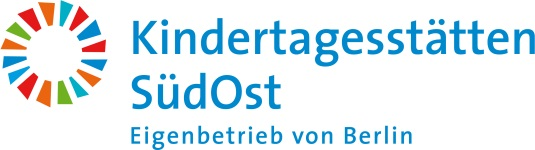 Kindertagesstätten
SüdOst
Eigenbetrieb von Berlin